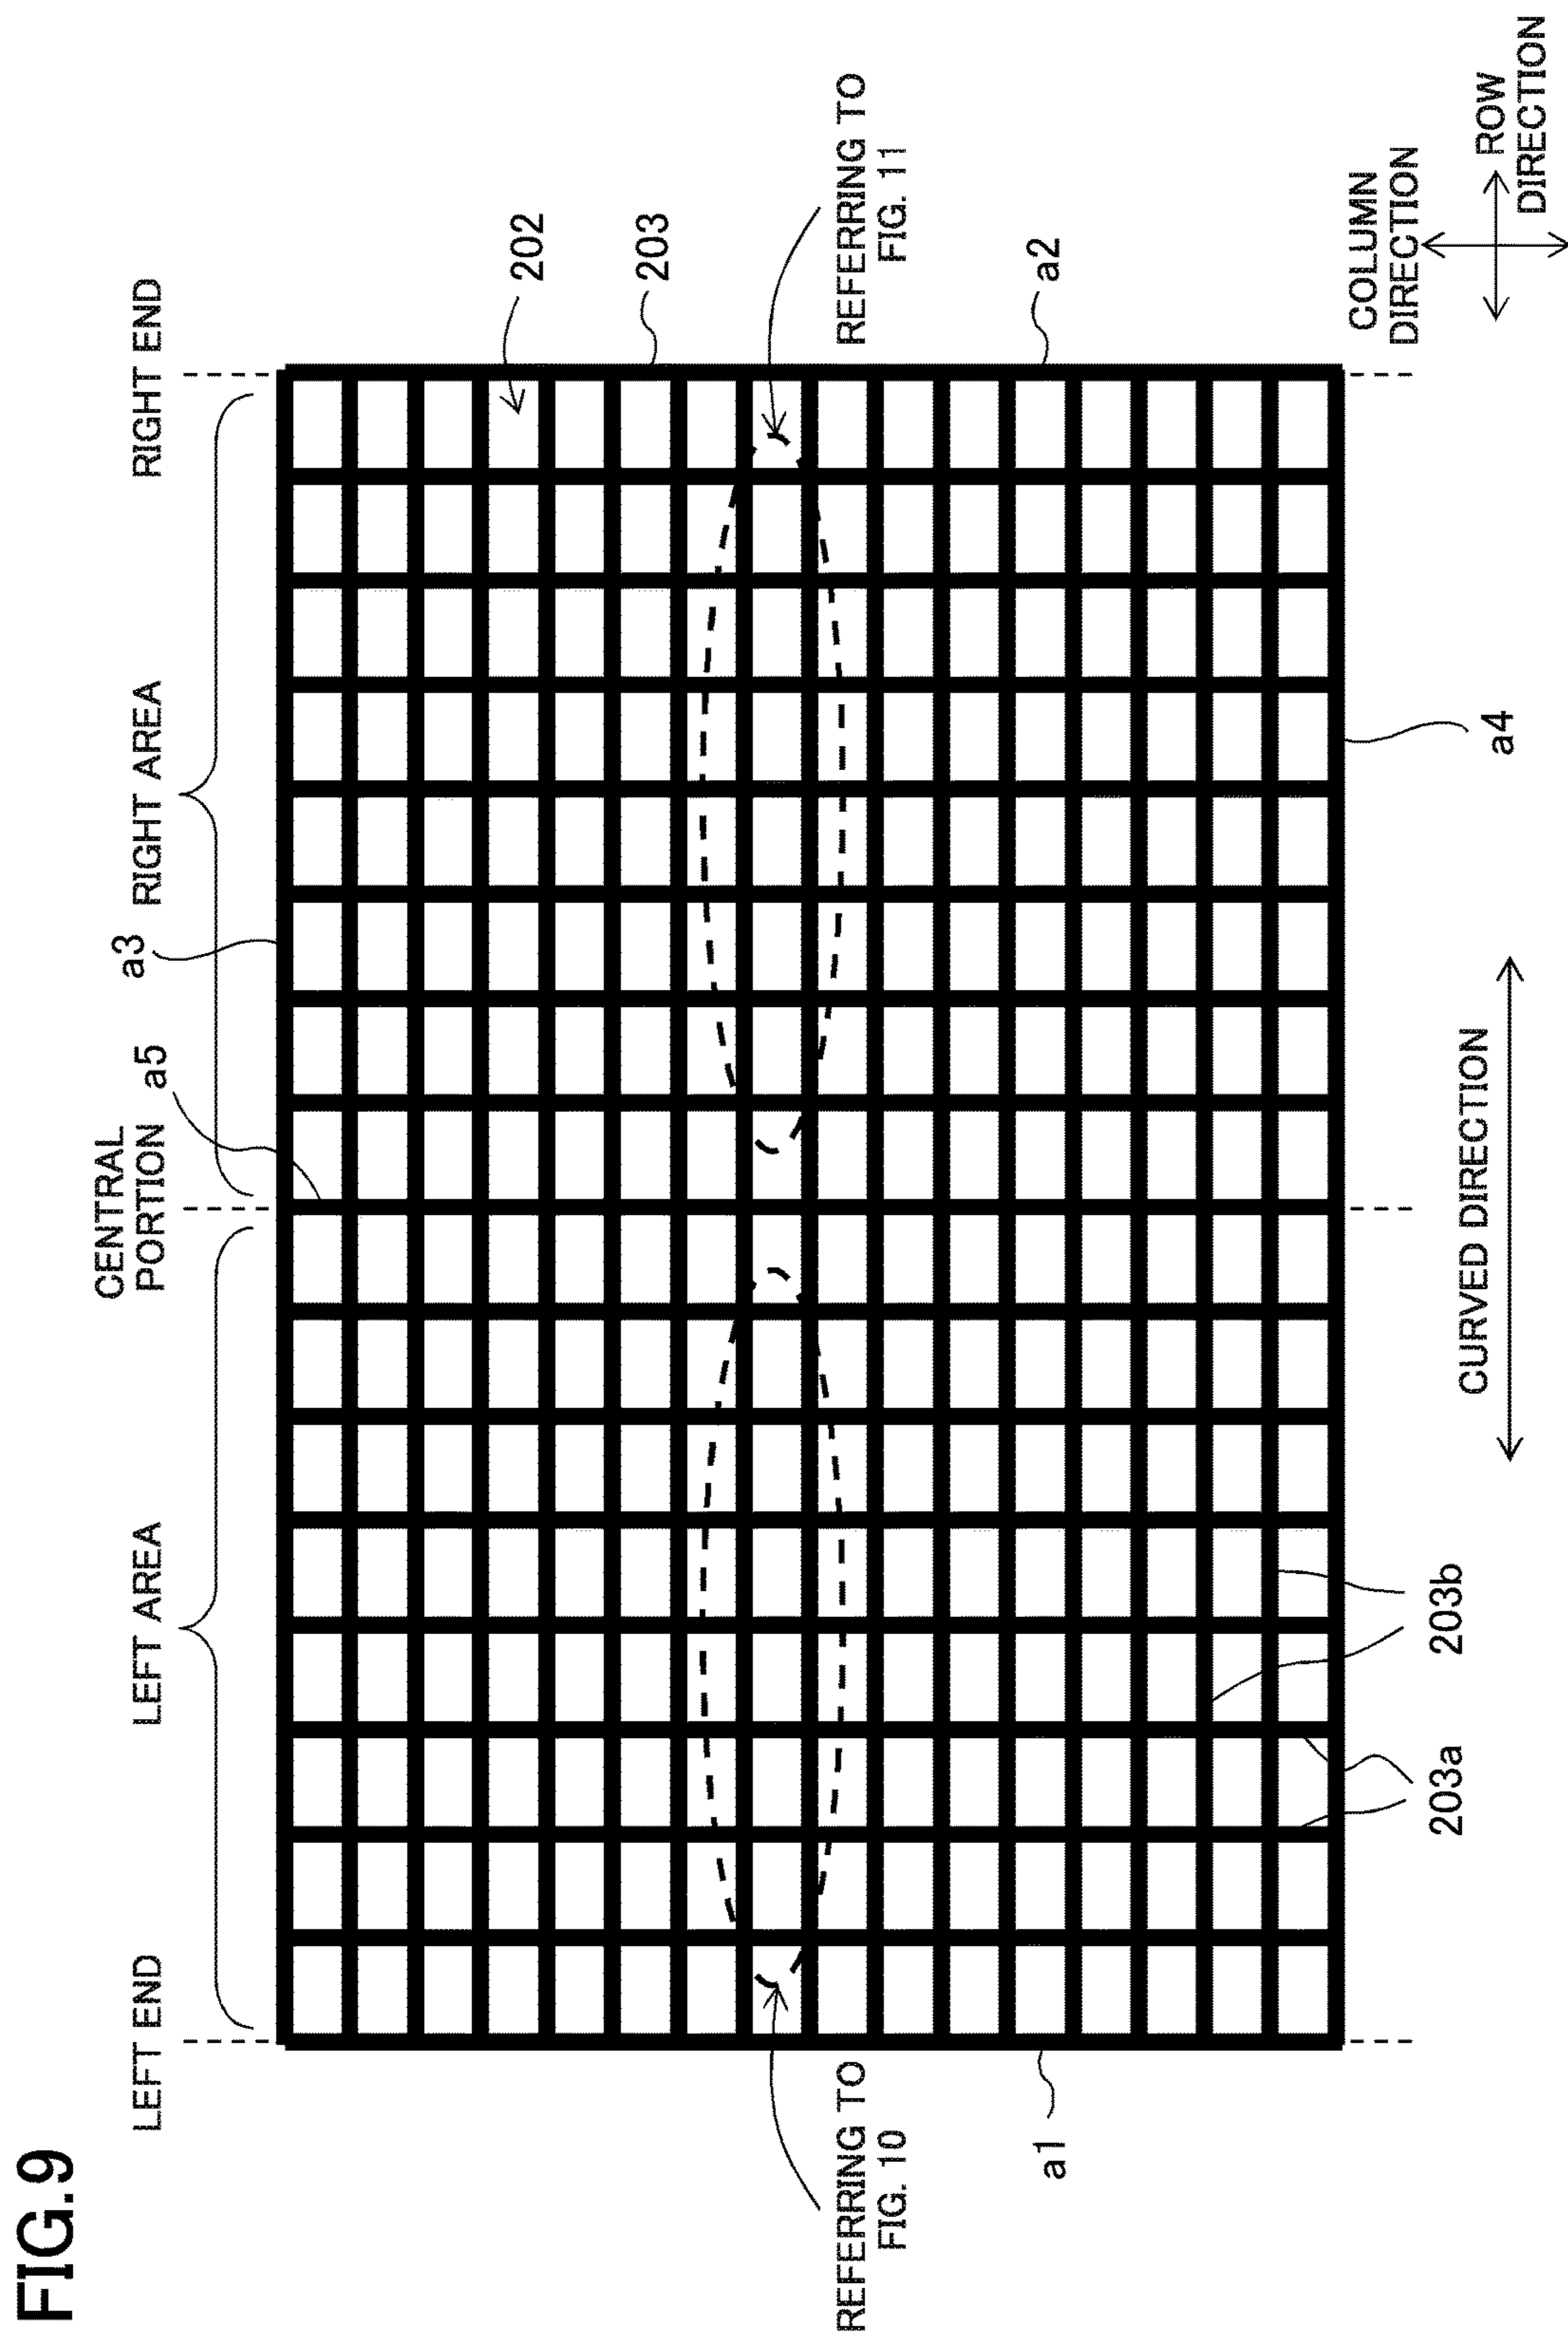 FIG.9
LEFT END
LEFT AREA
CENTRAL
PORTION
a5
a3
RIGHT AREA
RIGHT END
202
203
REFERRING TO
FIG. 10
REFERRING TO
FIG. 11
a1
a2
203a
203b
CURVED DIRECTION
a4
COLUMN
DIRECTION
ROW
DIRECTION